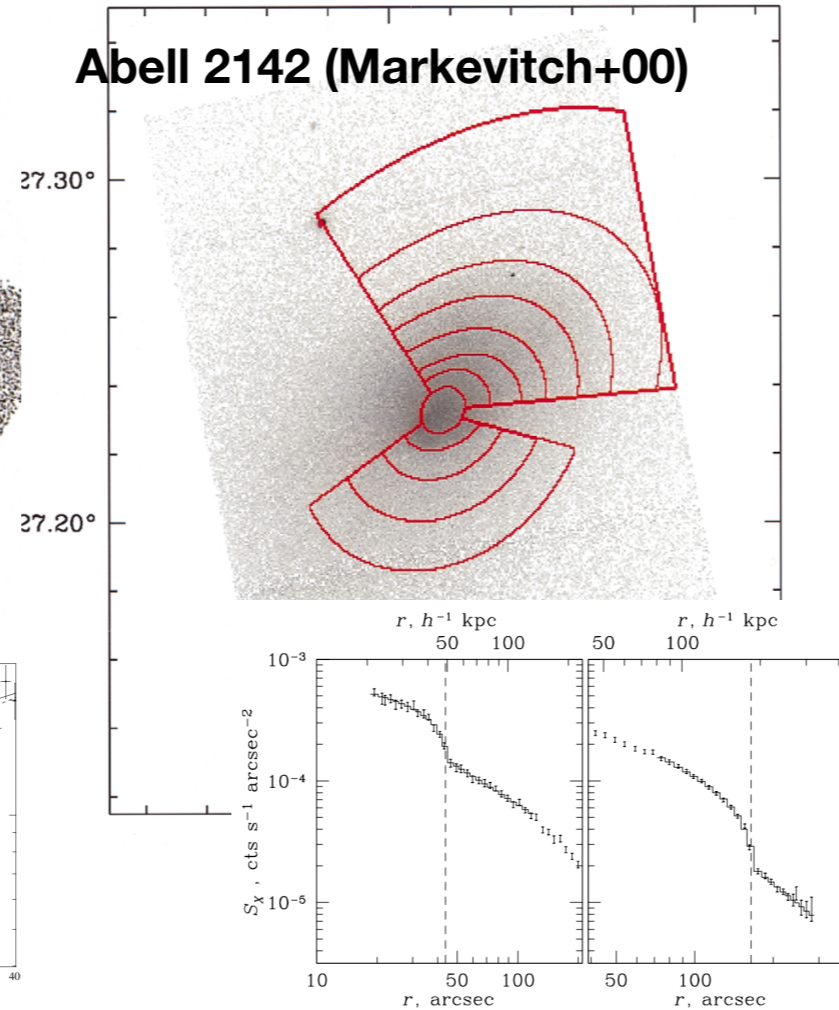 Abell 2142 (Markevitch+00)
27.30°
27.20°
r, h⁻¹ kpc
r, h⁻¹ kpc
50 100
50 100
10⁻³
10⁻⁴
10⁻⁵
S_X , cts s⁻¹ arcsec⁻²
10 50 100
50 100
r, arcsec
r, arcsec
40